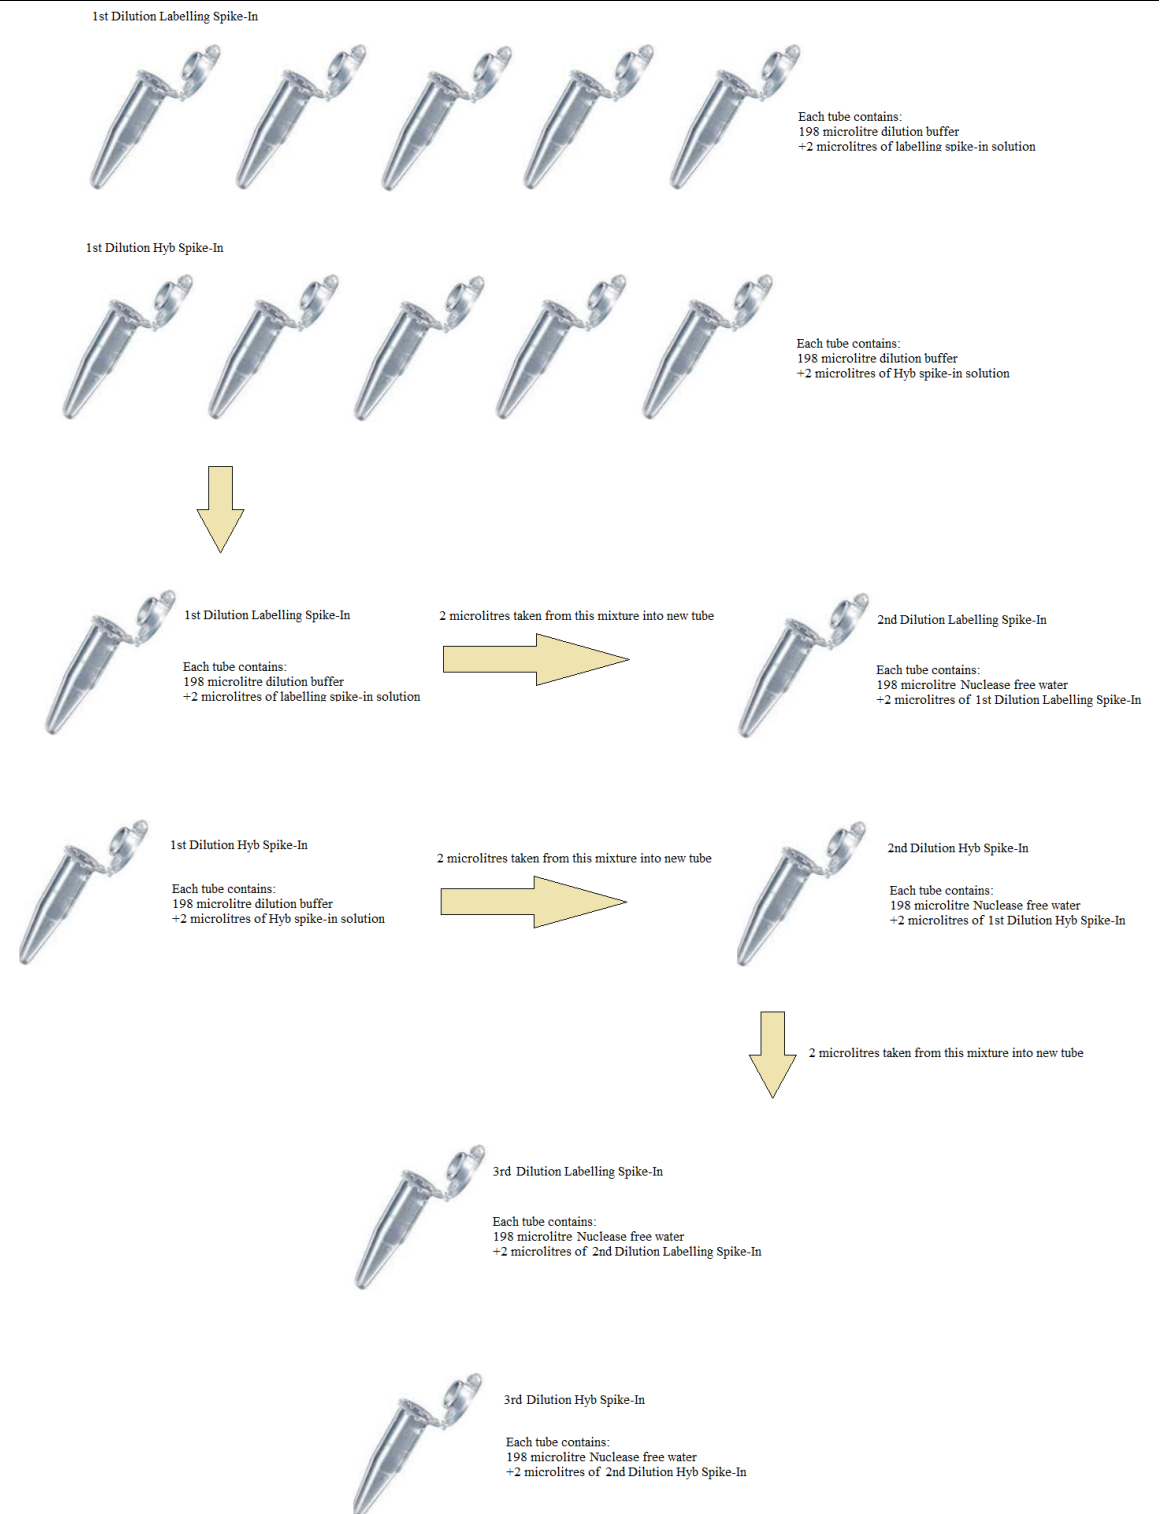 1st Dilution Labelling Spike-In
Each tube contains:
198 microlitre dilution buffer
+2 microlitres of labelling spike-in solution
1st Dilution Hyb Spike-In
Each tube contains:
198 microlitre dilution buffer
+2 microlitres of Hyb spike-in solution
1st Dilution Labelling Spike-In
Each tube contains:
198 microlitre dilution buffer
+2 microlitres of labelling spike-in solution
2 microlitres taken from this mixture into new tube
2nd Dilution Labelling Spike-In
Each tube contains:
198 microlitre Nuclease free water
+2 microlitres of 1st Dilution Labelling Spike-In
1st Dilution Hyb Spike-In
Each tube contains:
198 microlitre dilution buffer
+2 microlitres of Hyb spike-in solution
2 microlitres taken from this mixture into new tube
2nd Dilution Hyb Spike-In
Each tube contains:
198 microlitre Nuclease free water
+2 microlitres of 1st Dilution Hyb Spike-In
2 microlitres taken from this mixture into new tube
3rd Dilution Labelling Spike-In
Each tube contains:
198 microlitre Nuclease free water
+2 microlitres of 2nd Dilution Labelling Spike-In
3rd Dilution Hyb Spike-In
Each tube contains:
198 microlitre Nuclease free water
+2 microlitres of 2nd Dilution Hyb Spike-In